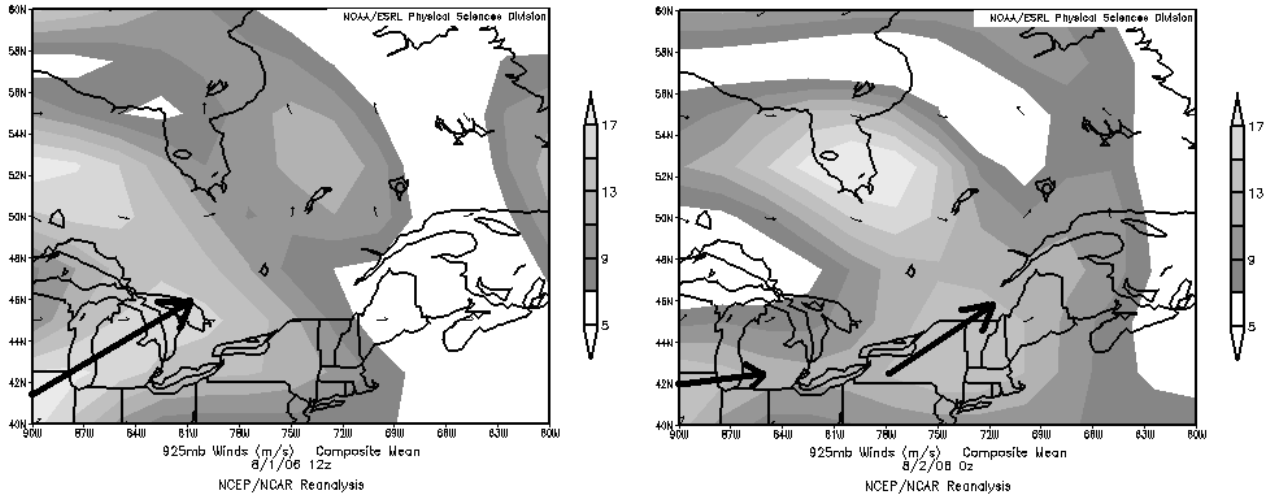 NOAA/ESRL Physical Sciences Division
60N
58N
56N
54N
52N
50N
48N
46N
44N
42N
40N
90W 87W 84W 81W 78W 75W 72W 69W 66W 63W 60W
17
13
9
5
925mb Winds (m/s) Composite Mean
8/1/06 12z
NCEP/NCAR Reanalysis
NOAA/ESRL Physical Sciences Division
60N
58N
56N
54N
52N
50N
48N
46N
44N
42N
40N
90W 87W 84W 81W 78W 75W 72W 69W 66W 63W 60W
17
13
9
5
925mb Winds (m/s) Composite Mean
8/2/06 0z
NCEP/NCAR Reanalysis